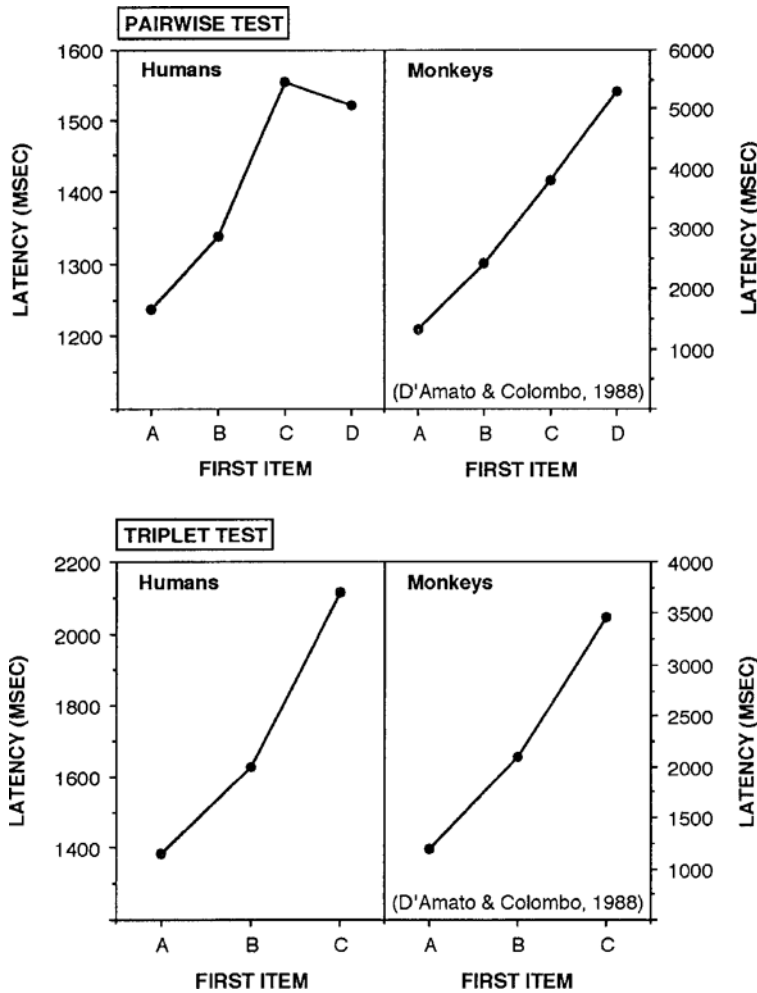 PAIRWISE TEST
LATENCY (MSEC)
1600
1500
1400
1300
1200
Humans
A B C D
FIRST ITEM
Monkeys
(D'Amato & Colombo, 1988)
A B C D
FIRST ITEM
6000
5000
4000
3000
2000
1000
LATENCY (MSEC)
TRIPLET TEST
LATENCY (MSEC)
2200
2000
1800
1600
1400
Humans
A B C
FIRST ITEM
Monkeys
(D'Amato & Colombo, 1988)
A B C
FIRST ITEM
4000
3500
3000
2500
2000
1500
1000
LATENCY (MSEC)